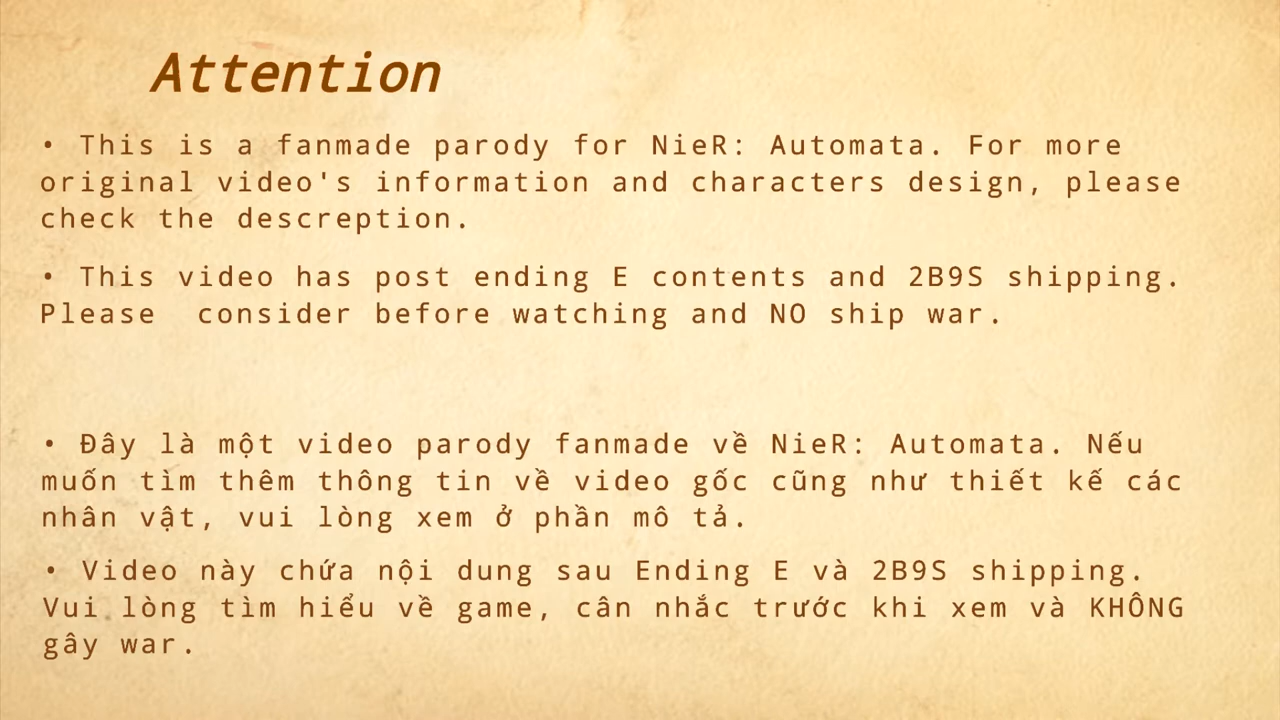 Attention
• This is a fanmade parody for NieR: Automata. For more
original video's information and characters design, please
check the descreption.
• This video has post ending E contents and 2B9S shipping.
Please  consider before watching and NO ship war.
• Đây là một video parody fanmade về NieR: Automata. Nếu
muốn tìm thêm thông tin về video gốc cũng như thiết kế các
nhân vật, vui lòng xem ở phần mô tả.
• Video này chứa nội dung sau Ending E và 2B9S shipping.
Vui lòng tìm hiểu về game, cân nhắc trước khi xem và KHÔNG
gây war.